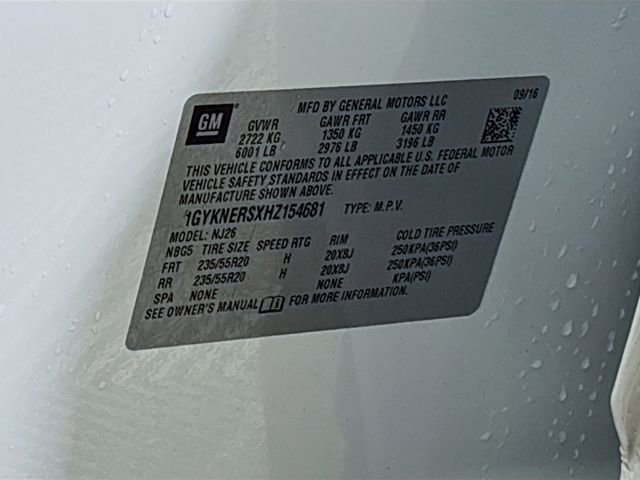 GM
MFD BY GENERAL MOTORS LLC
09/16
GVWR GAWR FRT GAWR RR
2722 KG 1350 KG 1450 KG
6001 LB 2976 LB 3196 LB
THIS VEHICLE CONFORMS TO ALL APPLICABLE U.S. FEDERAL MOTOR
VEHICLE SAFETY STANDARDS IN EFFECT ON THE DATE OF
MANUFACTURE SHOWN ABOVE.
1GYKNERSXHZ154681 TYPE: M.P.V.
MODEL: NJ26
NBG5 TIRE SIZE SPEED RTG RIM COLD TIRE PRESSURE
FRT 235/55R20 H 20X8J 250KPA(36PSI)
RR 235/55R20 H 20X8J 250KPA(36PSI)
SPA NONE NONE KPA(PSI)
SEE OWNER'S MANUAL FOR MORE INFORMATION.